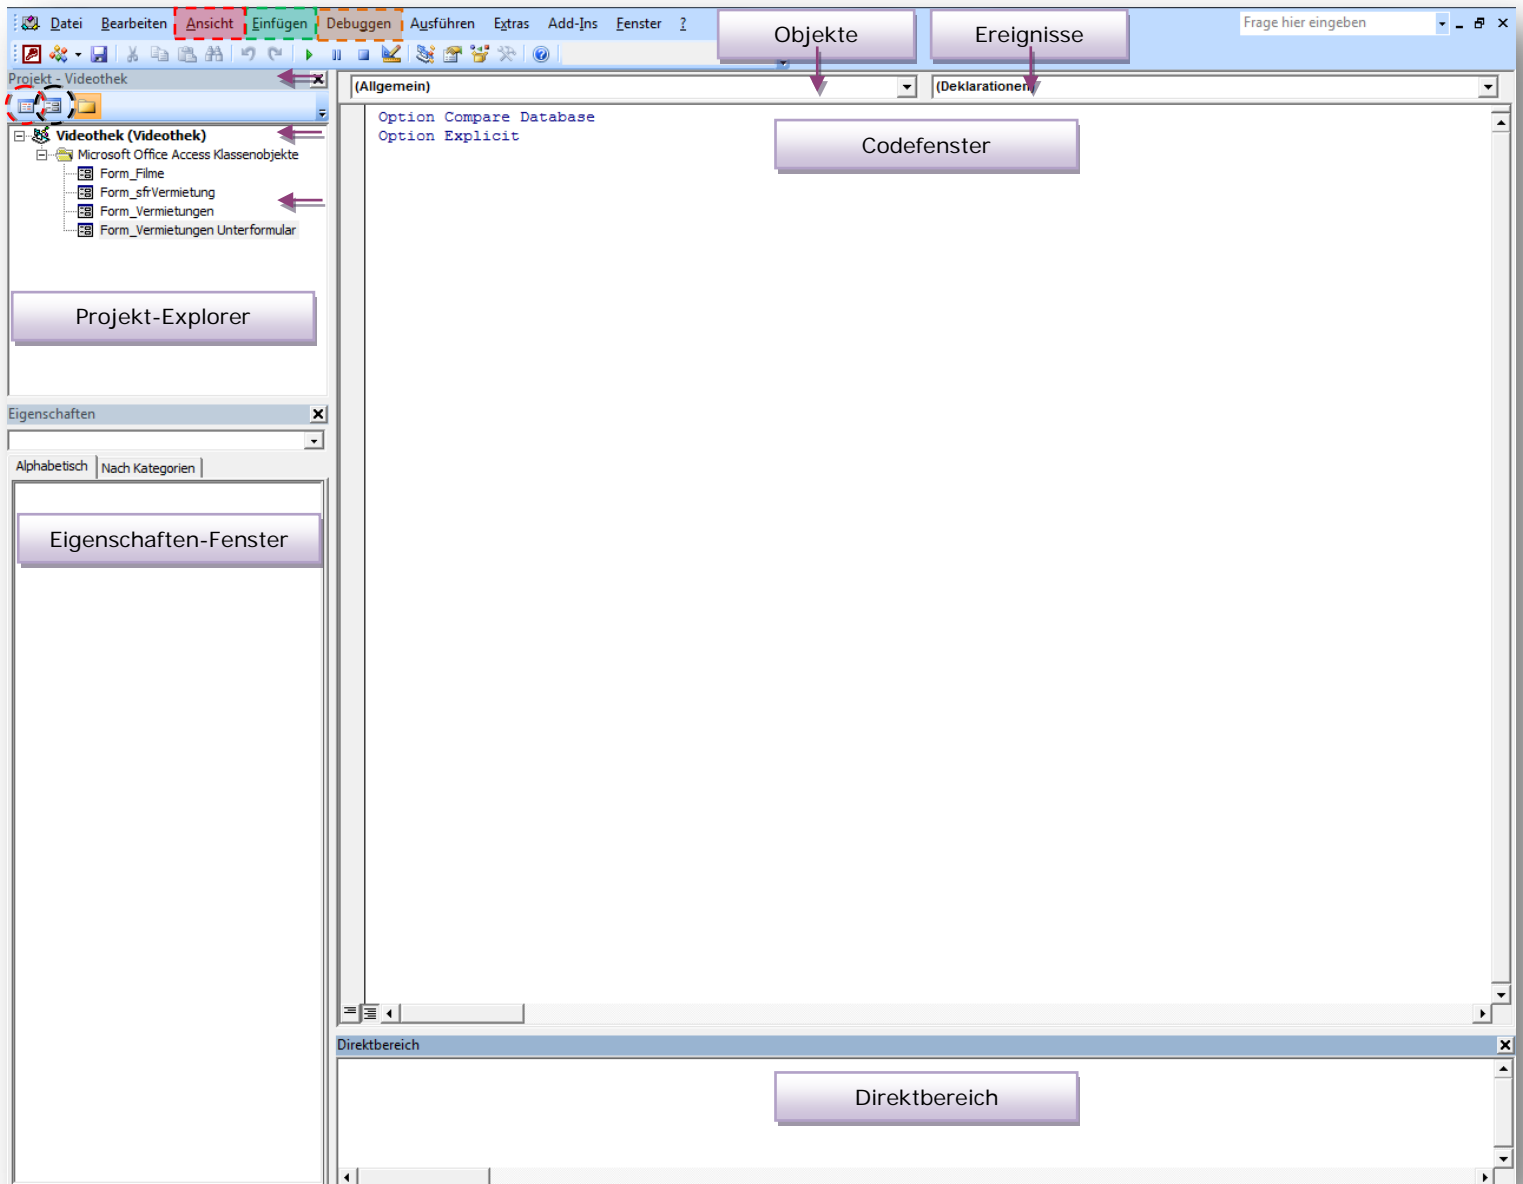 Datei Bearbeiten Ansicht Einfügen Debuggen Ausführen Extras Add-Ins Fenster ? Frage hier eingeben
Objekte
Ereignisse
Projekt - Videothek
(Allgemein)
(Deklarationen)
Option Compare Database
Option Explicit
Codefenster
Videothek (Videothek)
Microsoft Office Access Klassenobjekte
Form_Filme
Form_sfrVermietung
Form_Vermietungen
Form_Vermietungen Unterformular
Projekt-Explorer
Eigenschaften
Alphabetisch Nach Kategorien
Eigenschaften-Fenster
Direktbereich
Direktbereich